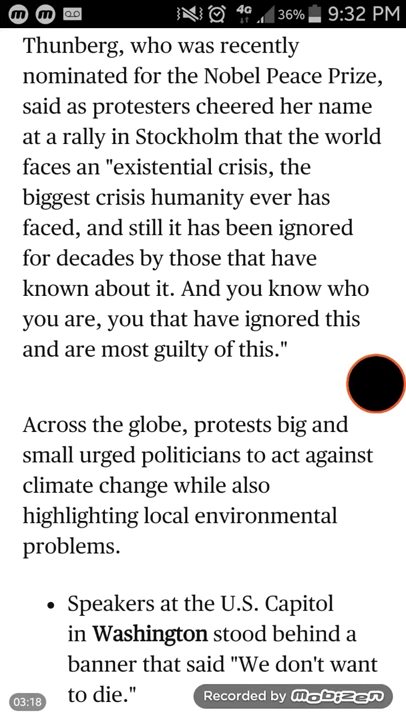 4G 36% 9:32 PM
Thunberg, who was recently
nominated for the Nobel Peace Prize,
said as protesters cheered her name
at a rally in Stockholm that the world
faces an "existential crisis, the
biggest crisis humanity ever has
faced, and still it has been ignored
for decades by those that have
known about it. And you know who
you are, you that have ignored this
and are most guilty of this."
Across the globe, protests big and
small urged politicians to act against
climate change while also
highlighting local environmental
problems.
• Speakers at the U.S. Capitol
in Washington stood behind a
banner that said "We don't want
to die."
03:18
Recorded by mobizen